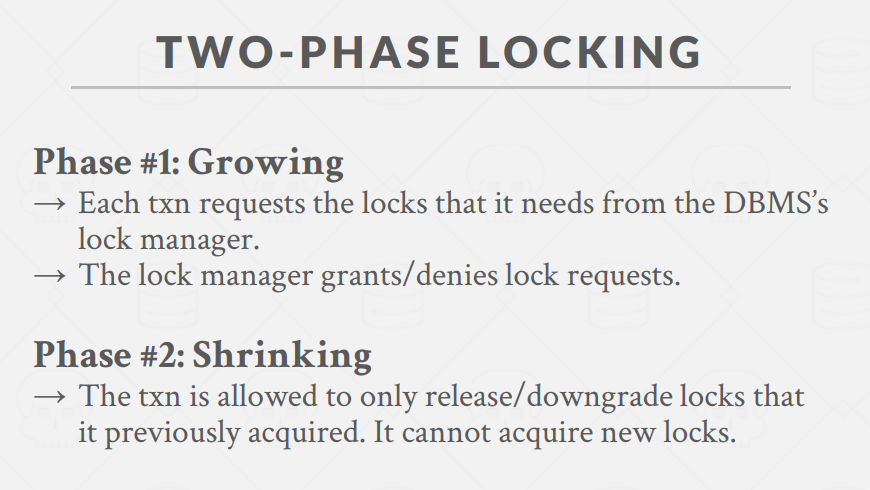 TWO-PHASE LOCKING
Phase #1: Growing
→ Each txn requests the locks that it needs from the DBMS’s
lock manager.
→ The lock manager grants/denies lock requests.
Phase #2: Shrinking
→ The txn is allowed to only release/downgrade locks that
it previously acquired. It cannot acquire new locks.